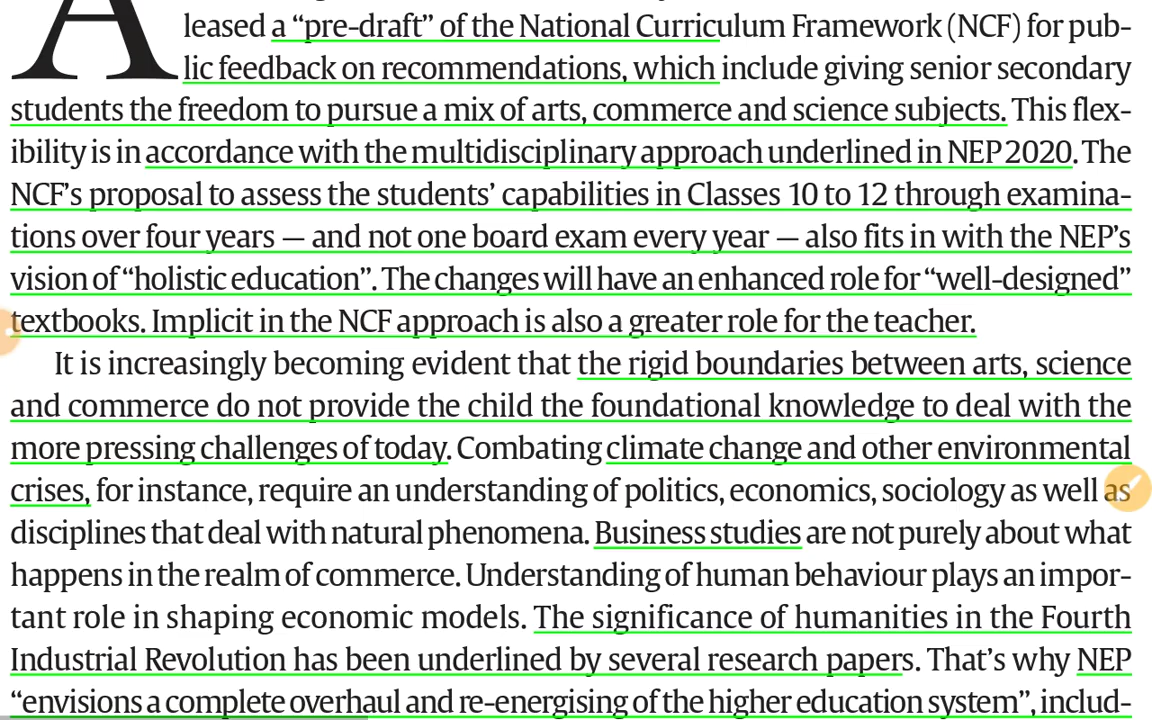 A
leased a “pre-draft” of the National Curriculum Framework (NCF) for pub-
lic feedback on recommendations, which include giving senior secondary
students the freedom to pursue a mix of arts, commerce and science subjects. This flex-
ibility is in accordance with the multidisciplinary approach underlined in NEP 2020. The
NCF’s proposal to assess the students’ capabilities in Classes 10 to 12 through examina-
tions over four years — and not one board exam every year — also fits in with the NEP’s
vision of “holistic education”. The changes will have an enhanced role for “well-designed”
textbooks. Implicit in the NCF approach is also a greater role for the teacher.
It is increasingly becoming evident that the rigid boundaries between arts, science
and commerce do not provide the child the foundational knowledge to deal with the
more pressing challenges of today. Combating climate change and other environmental
crises, for instance, require an understanding of politics, economics, sociology as well as
disciplines that deal with natural phenomena. Business studies are not purely about what
happens in the realm of commerce. Understanding of human behaviour plays an impor-
tant role in shaping economic models. The significance of humanities in the Fourth
Industrial Revolution has been underlined by several research papers. That’s why NEP
“envisions a complete overhaul and re-energising of the higher education system”, includ-